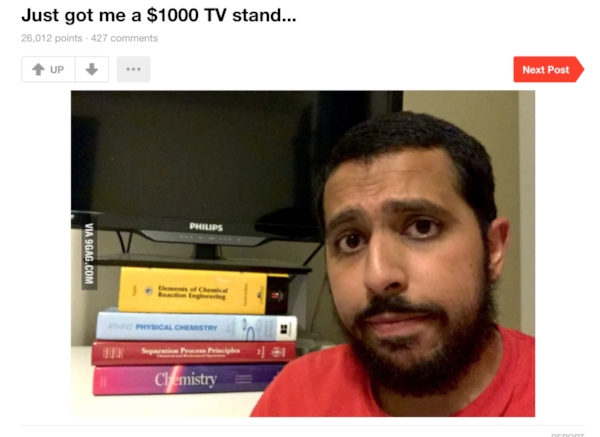 Just got me a $1000 TV stand...
26,012 points · 427 comments
UP
Next Post
PHILIPS
VIA 9GAG.COM
Elements of Chemical
Reaction Engineering
PHYSICAL CHEMISTRY
Separation Process Principles
Chemistry
REPORT